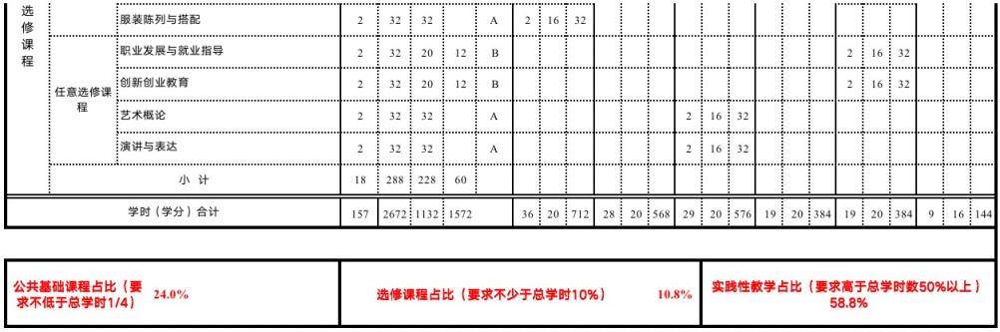 选修课程
服装陈列与搭配 2 32 32 A 2 16 32
任意选修课程
职业发展与就业指导 2 32 20 12 B 2 16 32
创新创业教育 2 32 20 12 B 2 16 32
艺术概论 2 32 32 A 2 16 32
演讲与表达 2 32 32 A 2 16 32
小 计 18 288 228 60
学时（学分）合计 157 2672 1132 1572 36 20 712 28 20 568 29 20 576 19 20 384 19 20 384 9 16 144
公共基础课程占比（要
求不低于总学时1/4） 24.0%
选修课程占比（要求不少于总学时10%） 10.8%
实践性教学占比（要求高于总学时数50%以上）
58.8%